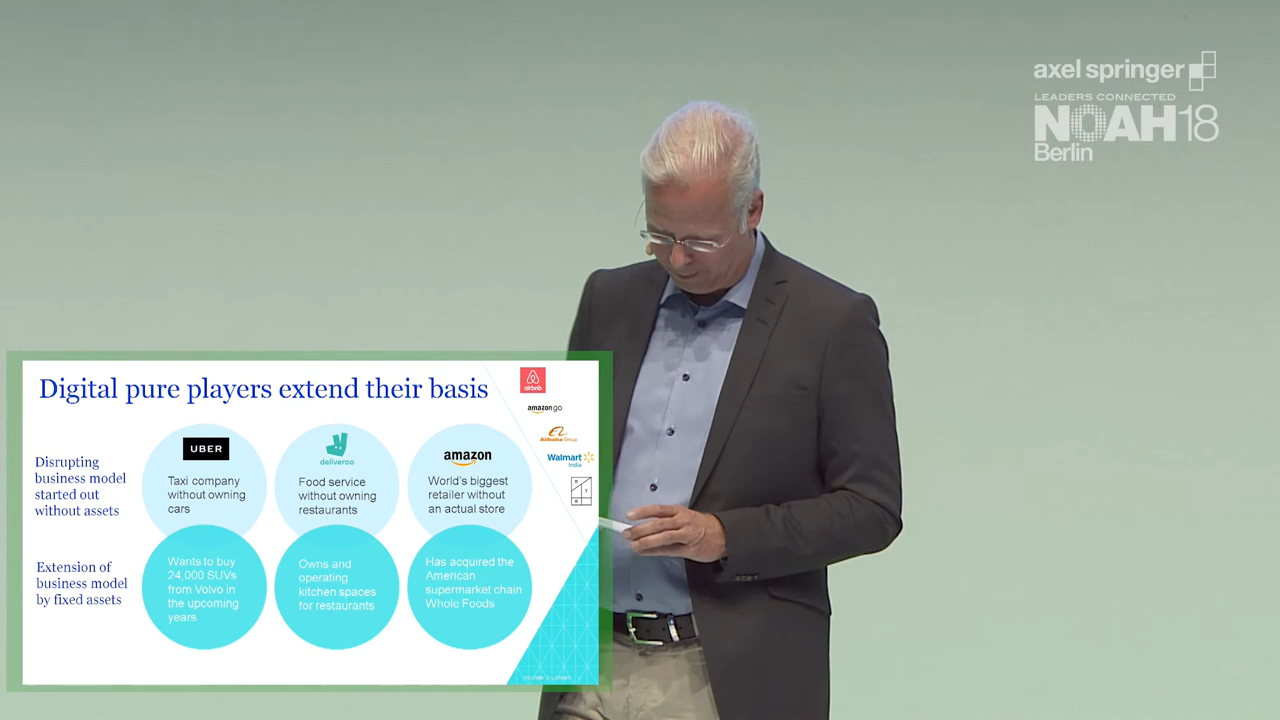 axel springer
LEADERS CONNECTED
NOAH18
Berlin
Digital pure players extend their basis
airbnb
amazon go
Alibaba Group
Walmart
India
Disrupting
business model
started out
without assets
UBER
Taxi company
without owning
cars
deliveroo
Food service
without owning
restaurants
amazon
World's biggest
retailer without
an actual store
Extension of
business model
by fixed assets
Wants to buy
24,000 SUVs
from Volvo in
the upcoming
years
Owns and
operating
kitchen spaces
for restaurants
Has acquired the
American
supermarket chain
Whole Foods